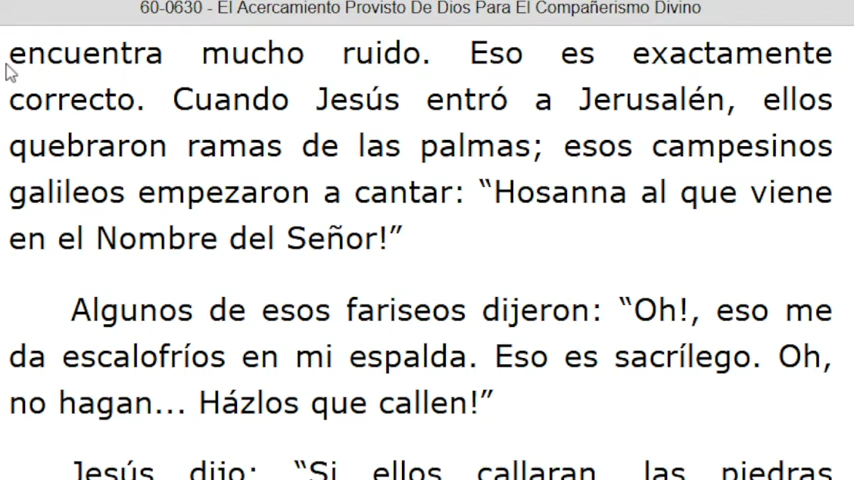 60-0630 - El Acercamiento Provisto De Dios Para El Compañerismo Divino
encuentra mucho ruido. Eso es exactamente
correcto. Cuando Jesús entró a Jerusalén, ellos
quebraron ramas de las palmas; esos campesinos
galileos empezaron a cantar: “Hosanna al que viene
en el Nombre del Señor!”
Algunos de esos fariseos dijeron: “Oh!, eso me
da escalofríos en mi espalda. Eso es sacrílego. Oh,
no hagan... Házlos que callen!”
Jesús dijo: “Si ellos callaran, las piedras